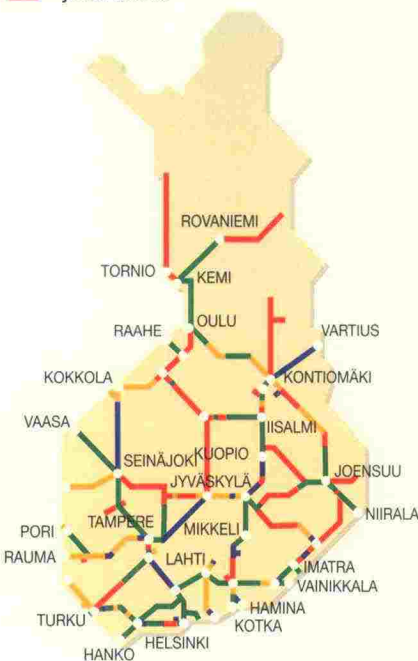 ROVANIEMI
TORNIO
KEMI
OULU
RAAHE
VARTIUS
KOKKOLA
KONTIOMÄKI
VAASA
IISALMI
SEINÄJOKI
KUOPIO
JOENSUU
JYVÄSKYLÄ
NIIRALA
TAMPERE
MIKKELI
PORI
RAUMA
LAHTI
IMATRA
VAINIKKALA
HAMINA
TURKU
KOTKA
HELSINKI
HANKO